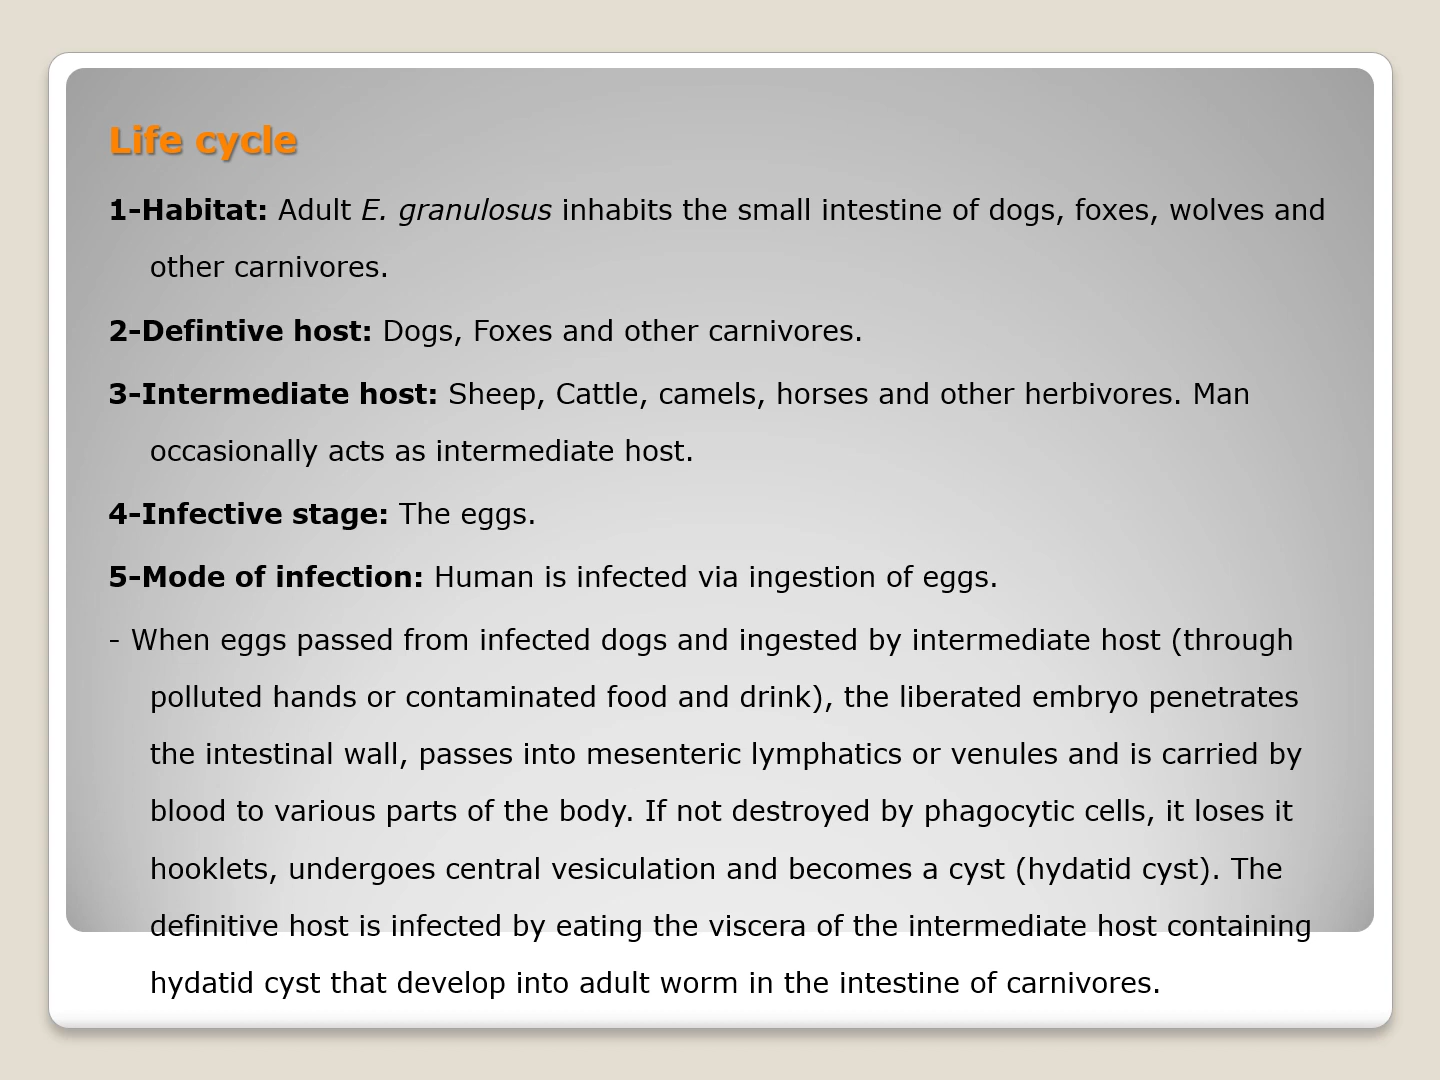 Life cycle
1-Habitat: Adult E. granulosus inhabits the small intestine of dogs, foxes, wolves and
other carnivores.
2-Defintive host: Dogs, Foxes and other carnivores.
3-Intermediate host: Sheep, Cattle, camels, horses and other herbivores. Man
occasionally acts as intermediate host.
4-Infective stage: The eggs.
5-Mode of infection: Human is infected via ingestion of eggs.
- When eggs passed from infected dogs and ingested by intermediate host (through
polluted hands or contaminated food and drink), the liberated embryo penetrates
the intestinal wall, passes into mesenteric lymphatics or venules and is carried by
blood to various parts of the body. If not destroyed by phagocytic cells, it loses it
hooklets, undergoes central vesiculation and becomes a cyst (hydatid cyst). The
definitive host is infected by eating the viscera of the intermediate host containing
hydatid cyst that develop into adult worm in the intestine of carnivores.